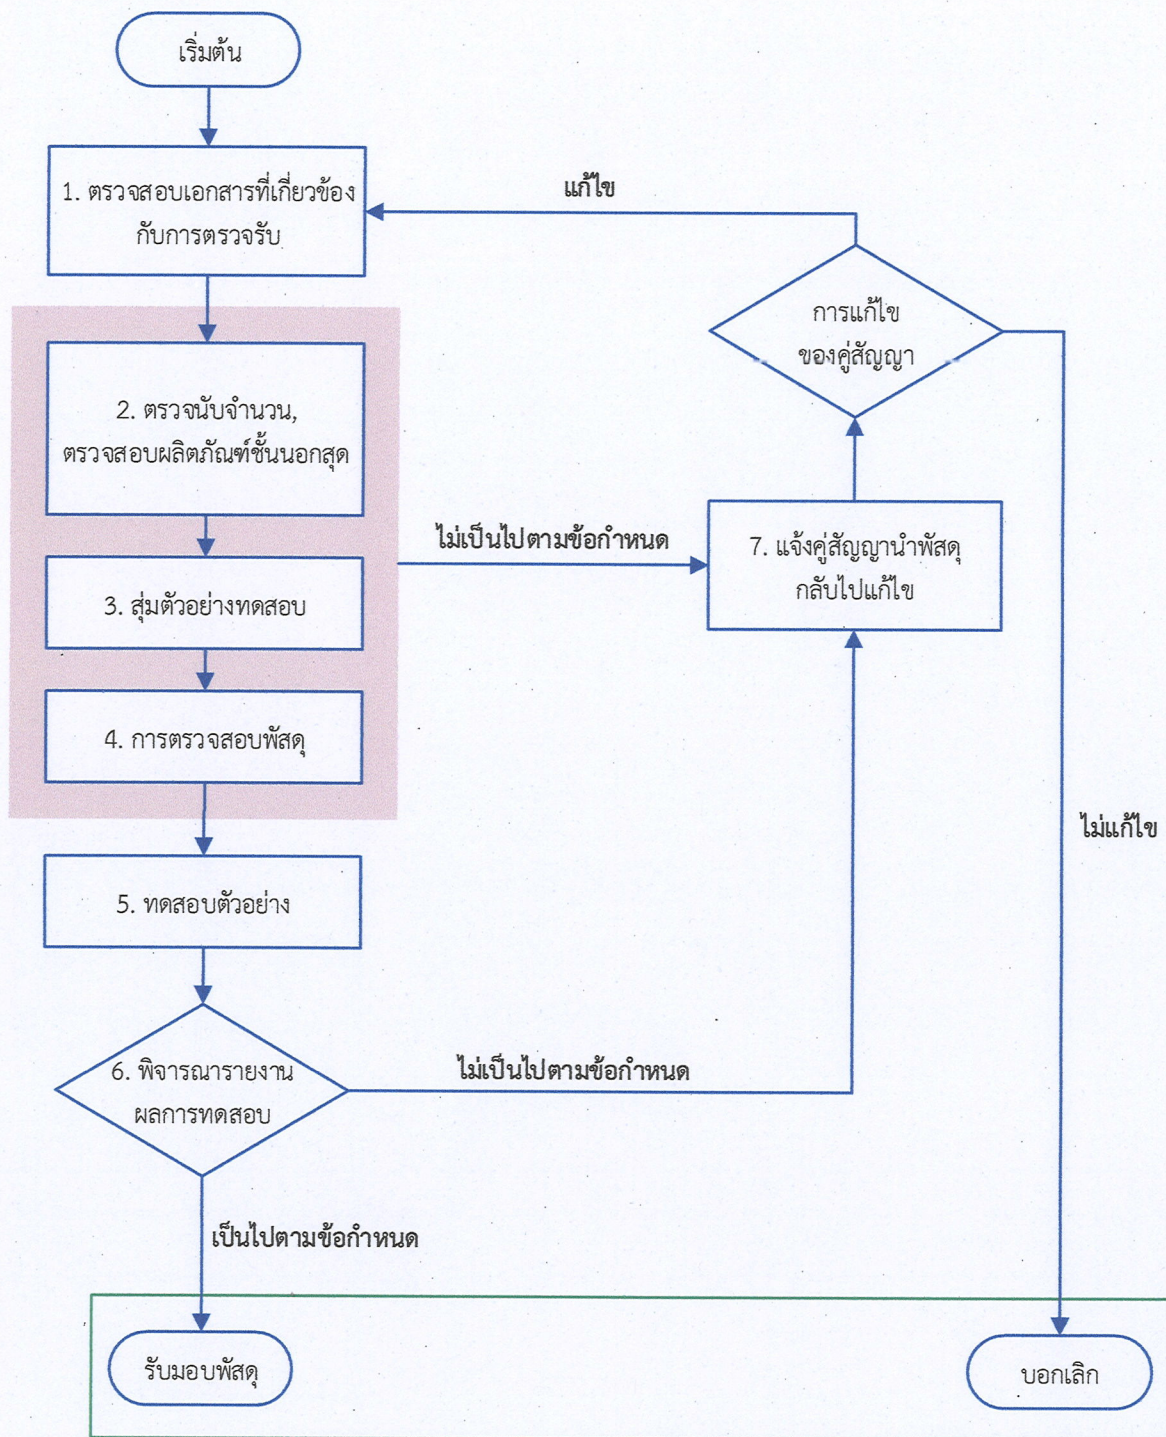 เริ่มต้น
1. ตรวจสอบเอกสารที่เกี่ยวข้อง
กับการตรวจรับ
แก้ไข
การแก้ไข
ของคู่สัญญา
2. ตรวจนับจำนวน,
ตรวจสอบผลิตภัณฑ์ชั้นนอกสุด
ไม่เป็นไปตามข้อกำหนด
7. แจ้งคู่สัญญานำพัสดุ
กลับไปแก้ไข
3. สุ่มตัวอย่างทดสอบ
4. การตรวจสอบพัสดุ
ไม่แก้ไข
5. ทดสอบตัวอย่าง
6. พิจารณารายงาน
ผลการทดสอบ
ไม่เป็นไปตามข้อกำหนด
เป็นไปตามข้อกำหนด
รับมอบพัสดุ
บอกเลิก